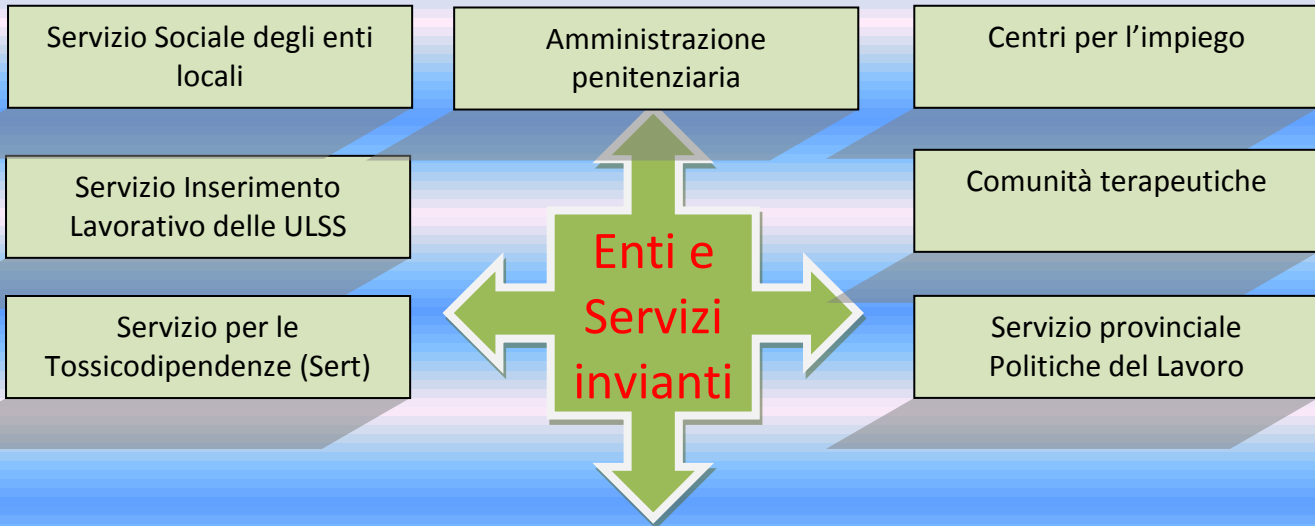 Servizio Sociale degli enti
locali
Amministrazione
penitenziaria
Centri per l’impiego
Servizio Inserimento
Lavorativo delle ULSS
Comunità terapeutiche
Enti e
Servizi
invianti
Servizio per le
Tossicodipendenze (Sert)
Servizio provinciale
Politiche del Lavoro